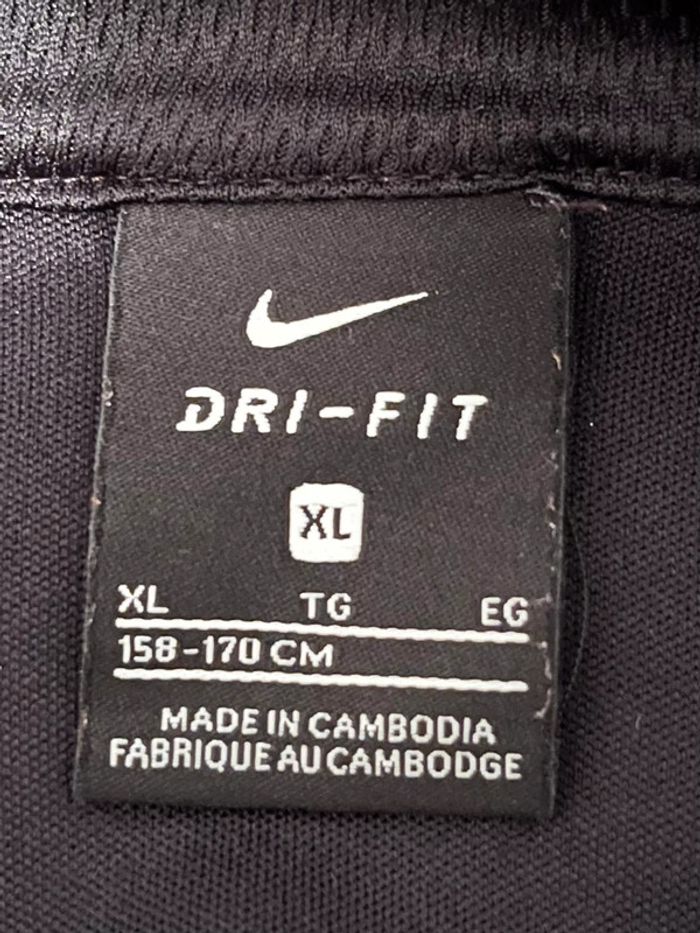 DRI-FIT
XL
XL TG EG
158-170 CM
MADE IN CAMBODIA
FABRIQUE AU CAMBODGE